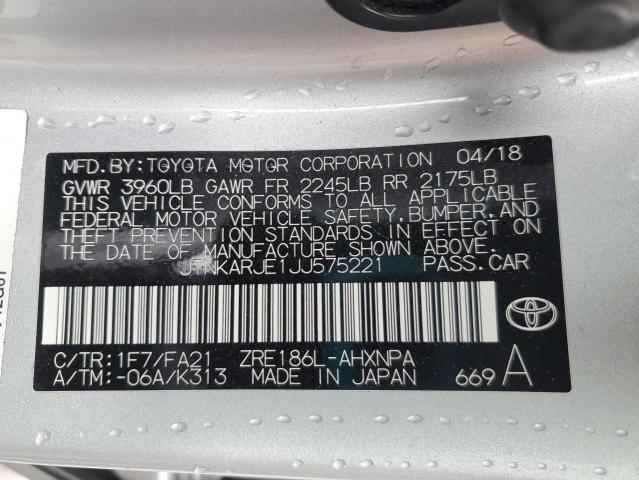 MFD.BY:TOYOTA MOTOR CORPORATION 04/18
GVWR 3960LB GAWR FR 2245LB RR 2175LB
THIS VEHICLE CONFORMS TO ALL APPLICABLE
FEDERAL MOTOR VEHICLE SAFETY,BUMPER,AND
THEFT PREVENTION STANDARDS IN EFFECT ON
THE DATE OF MANUFACTURE SHOWN ABOVE.
JTNKARJE1JJ575221 PASS.CAR
C/TR:1F7/FA21 ZRE186L-AHXNPA
A/TM:-06A/K313 MADE IN JAPAN 669 A
TOYOTA